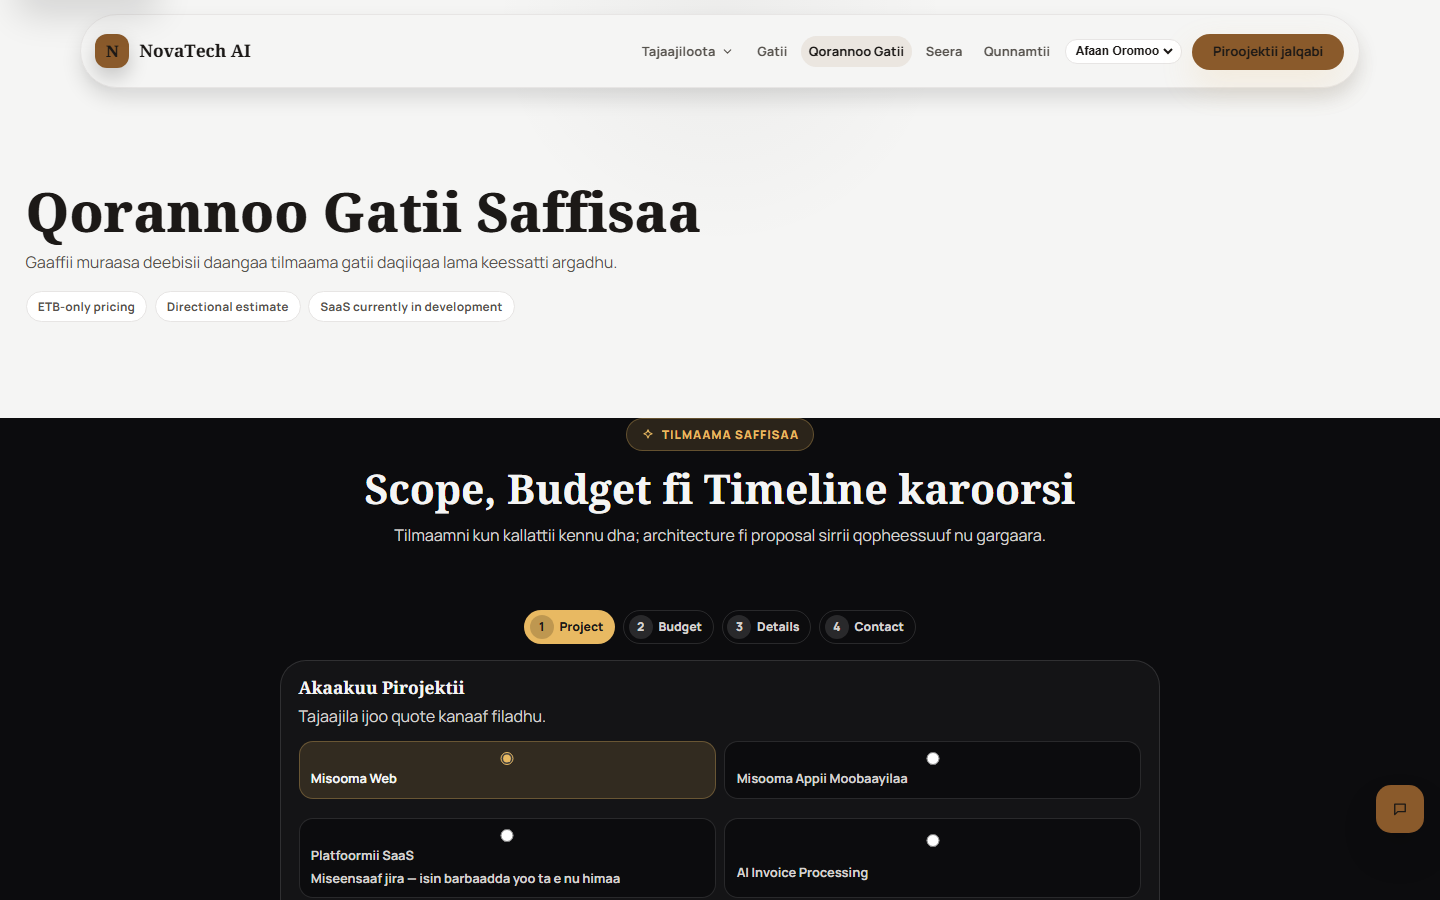 N NovaTech AI
Tajaajiloota Gatii Qorannoo Gatii Seera Qunnamtii Afaan Oromoo Piroojektii jalqabi
Qorannoo Gatii Saffisaa
Gaaffii muraasa deebisii daangaa tilmaama gatii daqiiqaa lama keessatti argadhu.
ETB-only pricing Directional estimate SaaS currently in development
TILMAAMA SAFFISAA
Scope, Budget fi Timeline karoorsi
Tilmaamni kun kallattii kennu dha; architecture fi proposal sirrii qopheessuuf nu gargaara.
1 Project 2 Budget 3 Details 4 Contact
Akaakuu Pirojektii
Tajaajila ijoo quote kanaaf filadhu.
Misooma Web
Misooma Appii Moobaayilaa
Platfoormii SaaS
Miseensaaf jira — isin barbaadda yoo ta e nu himaa
AI Invoice Processing